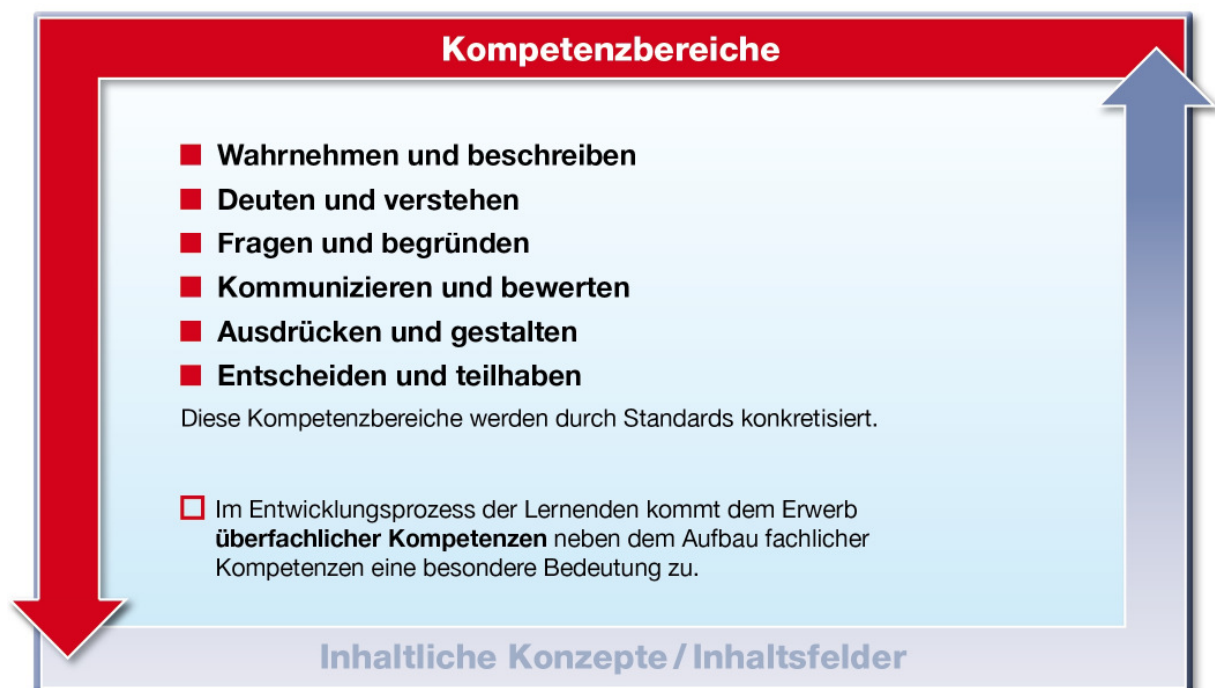 Kompetenzbereiche
Wahrnehmen und beschreiben
Deuten und verstehen
Fragen und begründen
Kommunizieren und bewerten
Ausdrücken und gestalten
Entscheiden und teilhaben
Diese Kompetenzbereiche werden durch Standards konkretisiert.
Im Entwicklungsprozess der Lernenden kommt dem Erwerb
überfachlicher Kompetenzen neben dem Aufbau fachlicher
Kompetenzen eine besondere Bedeutung zu.
Inhaltliche Konzepte / Inhaltsfelder